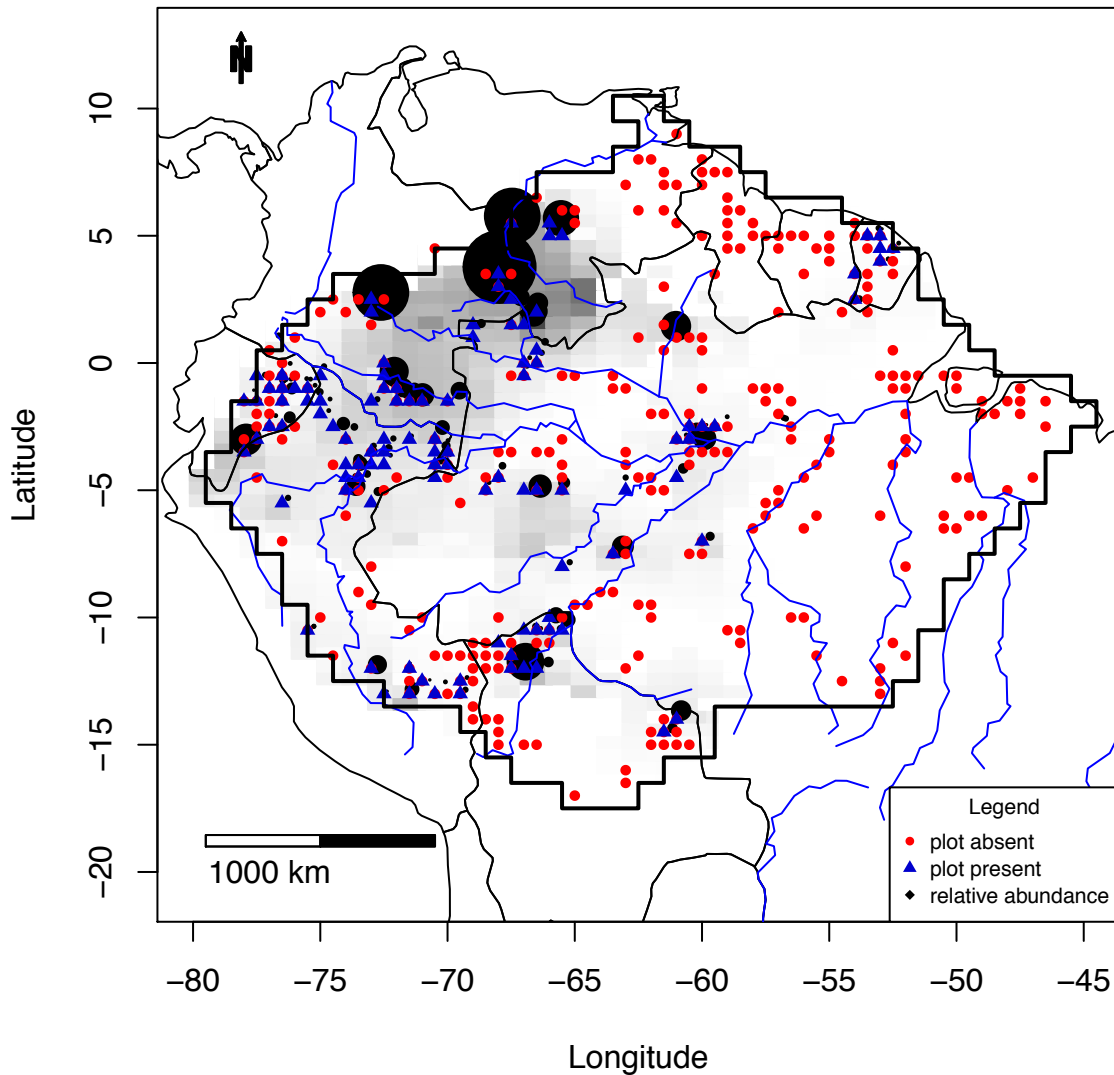 N
10
5
0
−5
−10
−15
−20
Latitude
1000 km
Legend
plot absent
plot present
relative abundance
−80 −75 −70 −65 −60 −55 −50 −45
Longitude